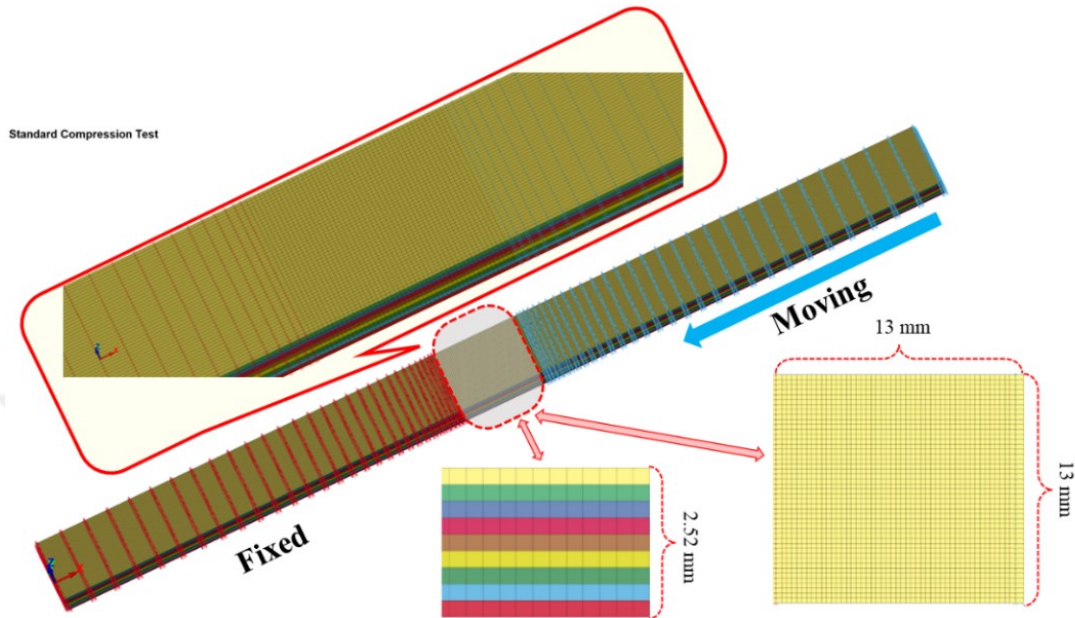 Standard Compression Test
Moving
13 mm
13 mm
Fixed
2.52 mm